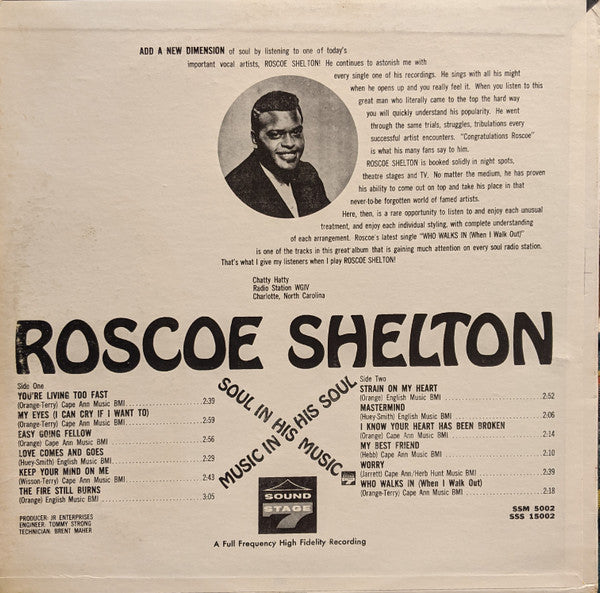 ADD A NEW DIMENSION of soul by listening to one of today's
important vocal artists, ROSCOE SHELTON! He continues to astonish me with
every single one of his recordings. He sings with all his might
when he opens up and you really feel it. When you listen to this
great man who literally came to the top the hard way
you will quickly understand his popularity. He went
through the same trials, struggles, tribulations every
successful artist encounters. "Congratulations Roscoe"
is what his many fans say to him.
ROSCOE SHELTON is booked solidly in night spots,
theatre stages and TV. No matter the medium, he has proven
his ability to come out on top and take his place in that
never-to-be forgotten world of famed artists.
Here, then, is a rare opportunity to listen to and enjoy each unusual
treatment, and enjoy each individual styling, with complete understanding
of each arrangement. Roscoe's latest single "WHO WALKS IN (When I Walk Out)"
is one of the tracks in this great album that is gaining much attention on every soul radio station.
That's what I give my listeners when I play ROSCOE SHELTON!
Chatty Hatty
Radio Station WGIV
Charlotte, North Carolina
ROSCOE SHELTON
Side One
YOU'RE LIVING TOO FAST
(Orange-Terry) Cape Ann Music BMI 2:39
MY EYES (I CAN CRY IF I WANT TO)
(Orange-Terry) Cape Ann Music BMI 2:59
EASY GOING FELLOW
(Orange) Cape Ann Music BMI 2:56
LOVE COMES AND GOES
(Huey-Smith) English Music BMI 2:29
KEEP YOUR MIND ON ME
(Wisson-Terry) Cape Ann Music BMI 2:43
THE FIRE STILL BURNS
(Orange) English Music BMI 3:05
SOUL IN HIS MUSIC
MUSIC IN HIS SOUL
Side Two
STRAIN ON MY HEART
(Orange) English Music BMI 2:52
MASTERMIND
(Huey-Smith) English Music BMI 2:06
I KNOW YOUR HEART HAS BEEN BROKEN
(Orange) Cape Ann Music BMI 2:14
MY BEST FRIEND
(Hebb) Cape Ann Music BMI 2:10
WORRY
(Jarrett) Cape Ann/Herb Hunt Music BMI 2:39
WHO WALKS IN (When I Walk Out)
(Orange-Terry) Cape Ann Music BMI 2:18
PRODUCER: JR ENTERPRISES
ENGINEER: TOMMY STRONG
TECHNICIAN: BRENT MAHER
SOUND
STAGE
7
SSM 5002
SSS 15002
A Full Frequency High Fidelity Recording